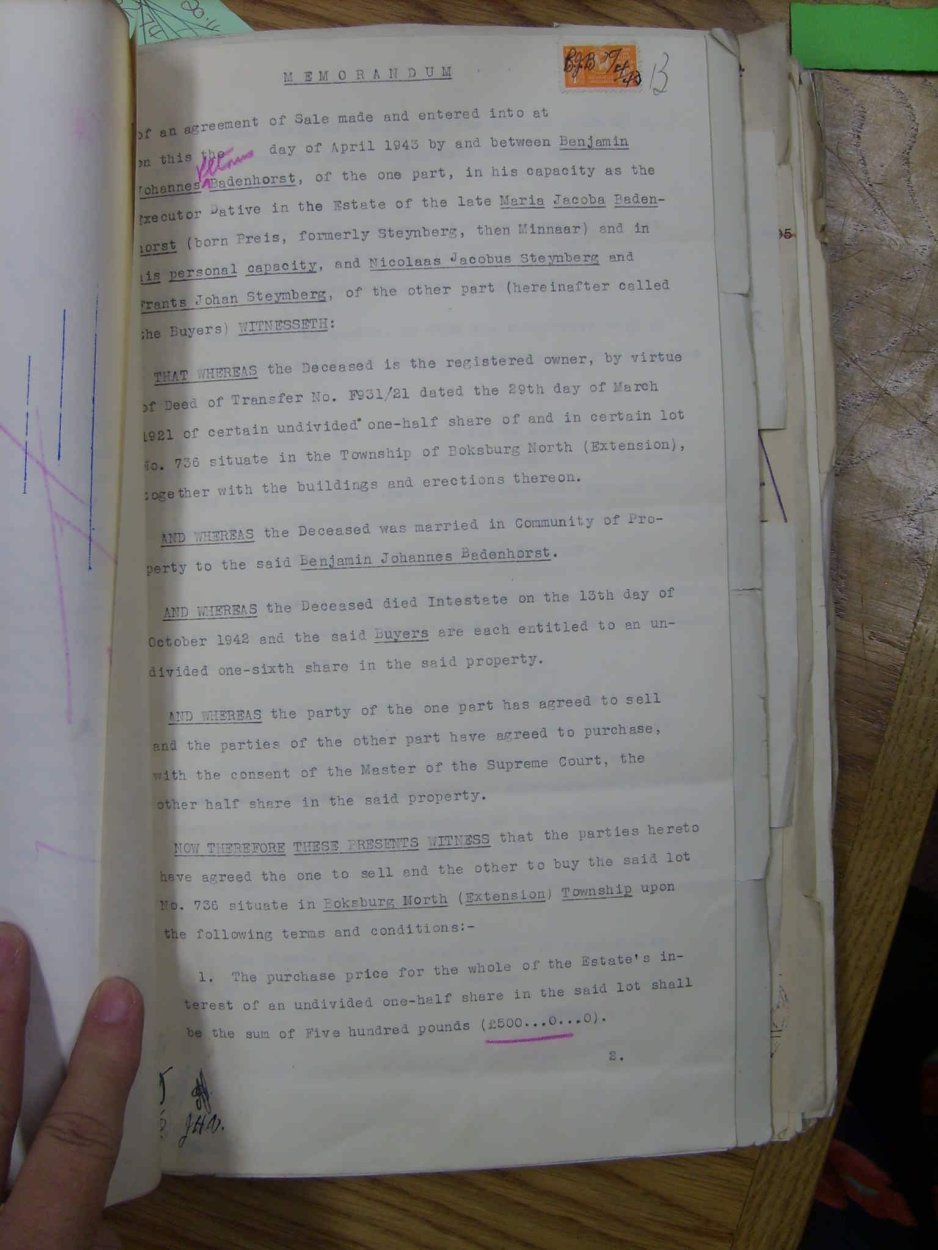 MEMORANDUM
BJB 27/4/43
13
of an agreement of Sale made and entered into at
on this the day of April 1943 by and between Benjamin
Johannes Petrus Badenhorst, of the one part, in his capacity as the
Executor Dative in the Estate of the late Maria Jacoba Baden-
horst (born Preis, formerly Steynberg, then Minnaar) and in
his personal capacity, and Nicolaas Jacobus Steynberg and
Frants Johan Steymberg, of the other part (hereinafter called
the Buyers) WITNESSETH:
THAT WHEREAS the Deceased is the registered owner, by virtue
of Deed of Transfer No. F931/21 dated the 29th day of March
1921 of certain undivided one-half share of and in certain lot
No. 736 situate in the Township of Boksburg North (Extension),
together with the buildings and erections thereon.
AND WHEREAS the Deceased was married in Community of Pro-
perty to the said Benjamin Johannes Badenhorst.
AND WHEREAS the Deceased died Intestate on the 13th day of
October 1942 and the said Buyers are each entitled to an un-
divided one-sixth share in the said property.
AND WHEREAS the party of the one part has agreed to sell
and the parties of the other part have agreed to purchase,
with the consent of the Master of the Supreme Court, the
other half share in the said property.
NOW THEREFORE THESE PRESENTS WITNESS that the parties hereto
have agreed the one to sell and the other to buy the said lot
No. 736 situate in Boksburg North (Extension) Township upon
the following terms and conditions:-
1. The purchase price for the whole of the Estate's in-
terest of an undivided one-half share in the said lot shall
be the sum of Five hundred pounds (£500...0...0).
2.